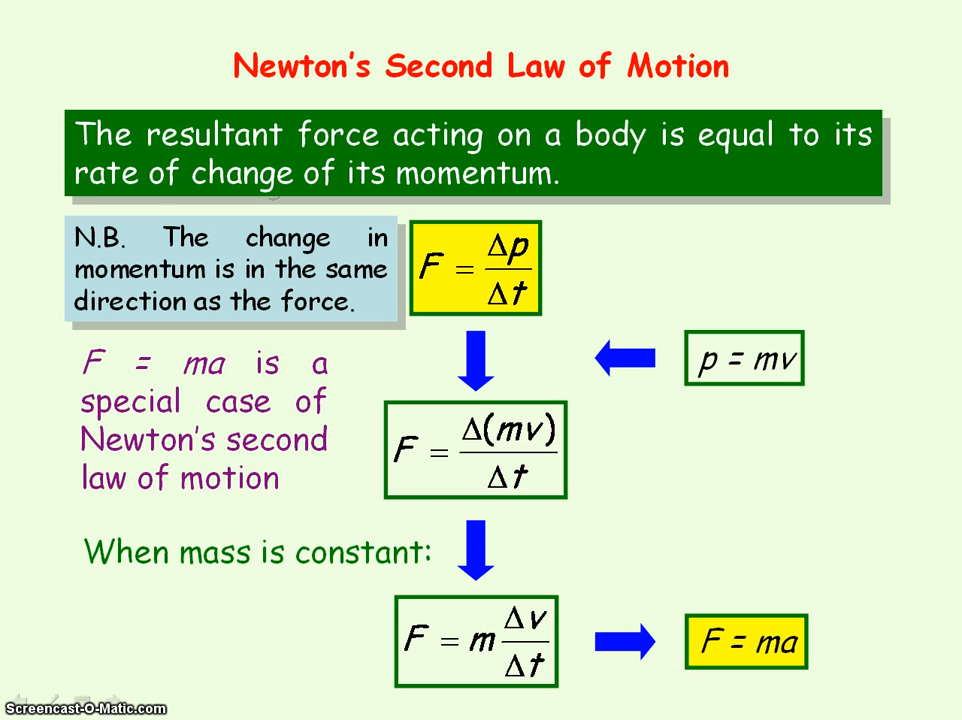 Newton's Second Law of Motion
The resultant force acting on a body is equal to its
rate of change of its momentum.
N.B. The change in
momentum is in the same
direction as the force.
F = Δp/Δt
F = ma is a
special case of
Newton's second
law of motion
p = mv
F = Δ(mv)/Δt
When mass is constant:
F = m Δv/Δt
F = ma
Screencast-O-Matic.com